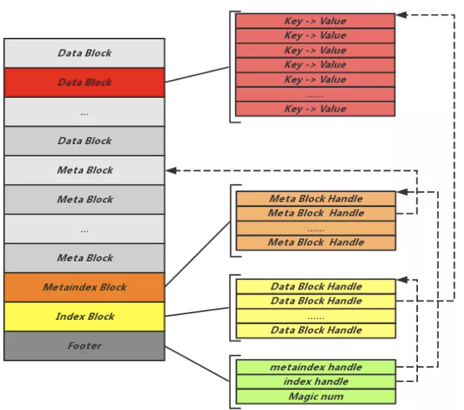 Data Block
Data Block
...
Data Block
Meta Block
Meta Block
...
Meta Block
Metaindex Block
Index Block
Footer
Key -> Value
Key -> Value
Key -> Value
Key -> Value
Key -> Value
......
Key -> Value
Meta Block Handle
Meta Block Handle
......
Meta Block Handle
Data Block Handle
Data Block Handle
......
Data Block Handle
metaindex handle
index handle
Magic num